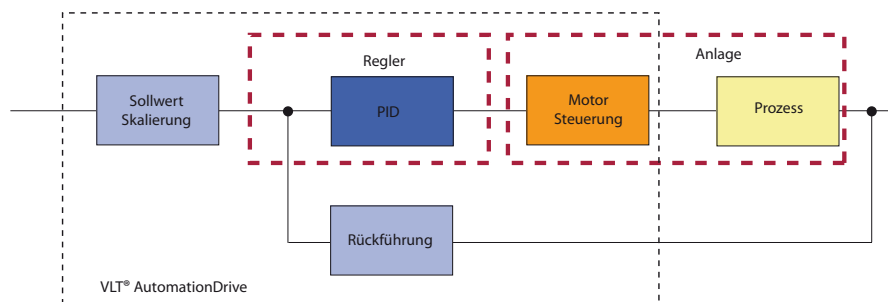 Regler
Anlage
Sollwert
Skalierung
PID
Motor
Steuerung
Prozess
Rückführung
VLT® AutomationDrive